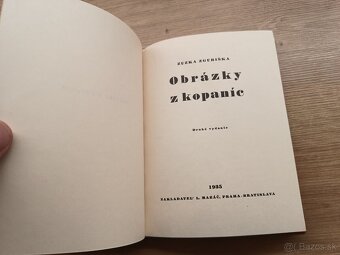 ZUZKA ZGURIŠKA
Obrázky
z kopaníc
Druhé vydanie
1935
NAKLADATEĽ L. MAZÁČ, PRAHA-BRATISLAVA
Bazos.sk